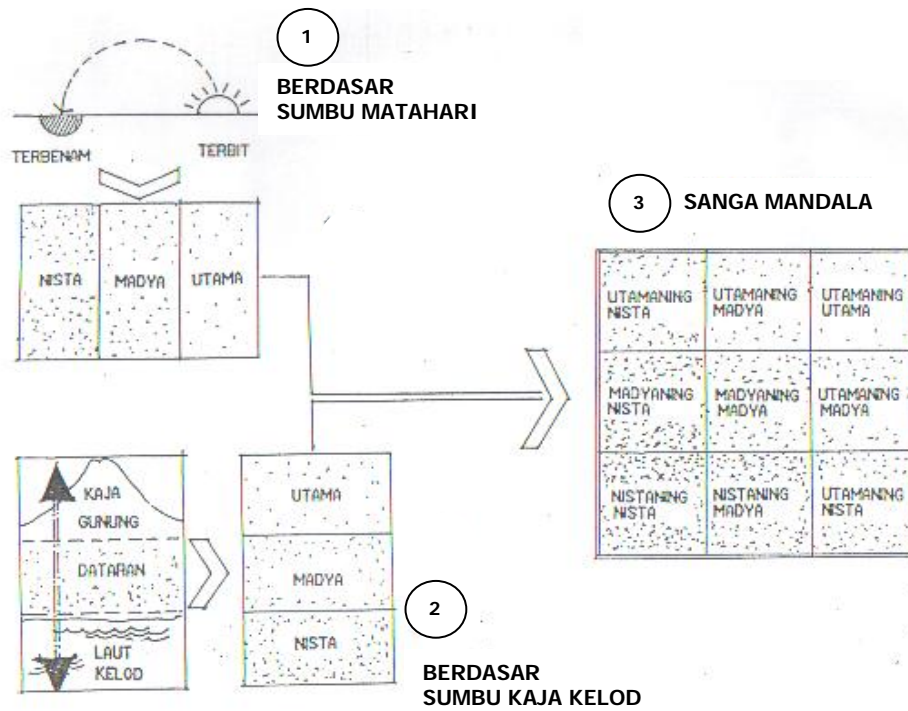 1
BERDASAR
SUMBU MATAHARI
TERBENAM
TERBIT
NISTA
MADYA
UTAMA
3
SANGA MANDALA
UTAMANING
NISTA
UTAMANING
MADYA
UTAMANING
UTAMA
MADYANING
NISTA
MADYANING
MADYA
UTAMANING
MADYA
NISTANING
NISTA
NISTANING
MADYA
UTAMANING
NISTA
KAJA
GUNUNG
DATARAN
LAUT
KELOD
UTAMA
MADYA
NISTA
2
BERDASAR
SUMBU KAJA KELOD